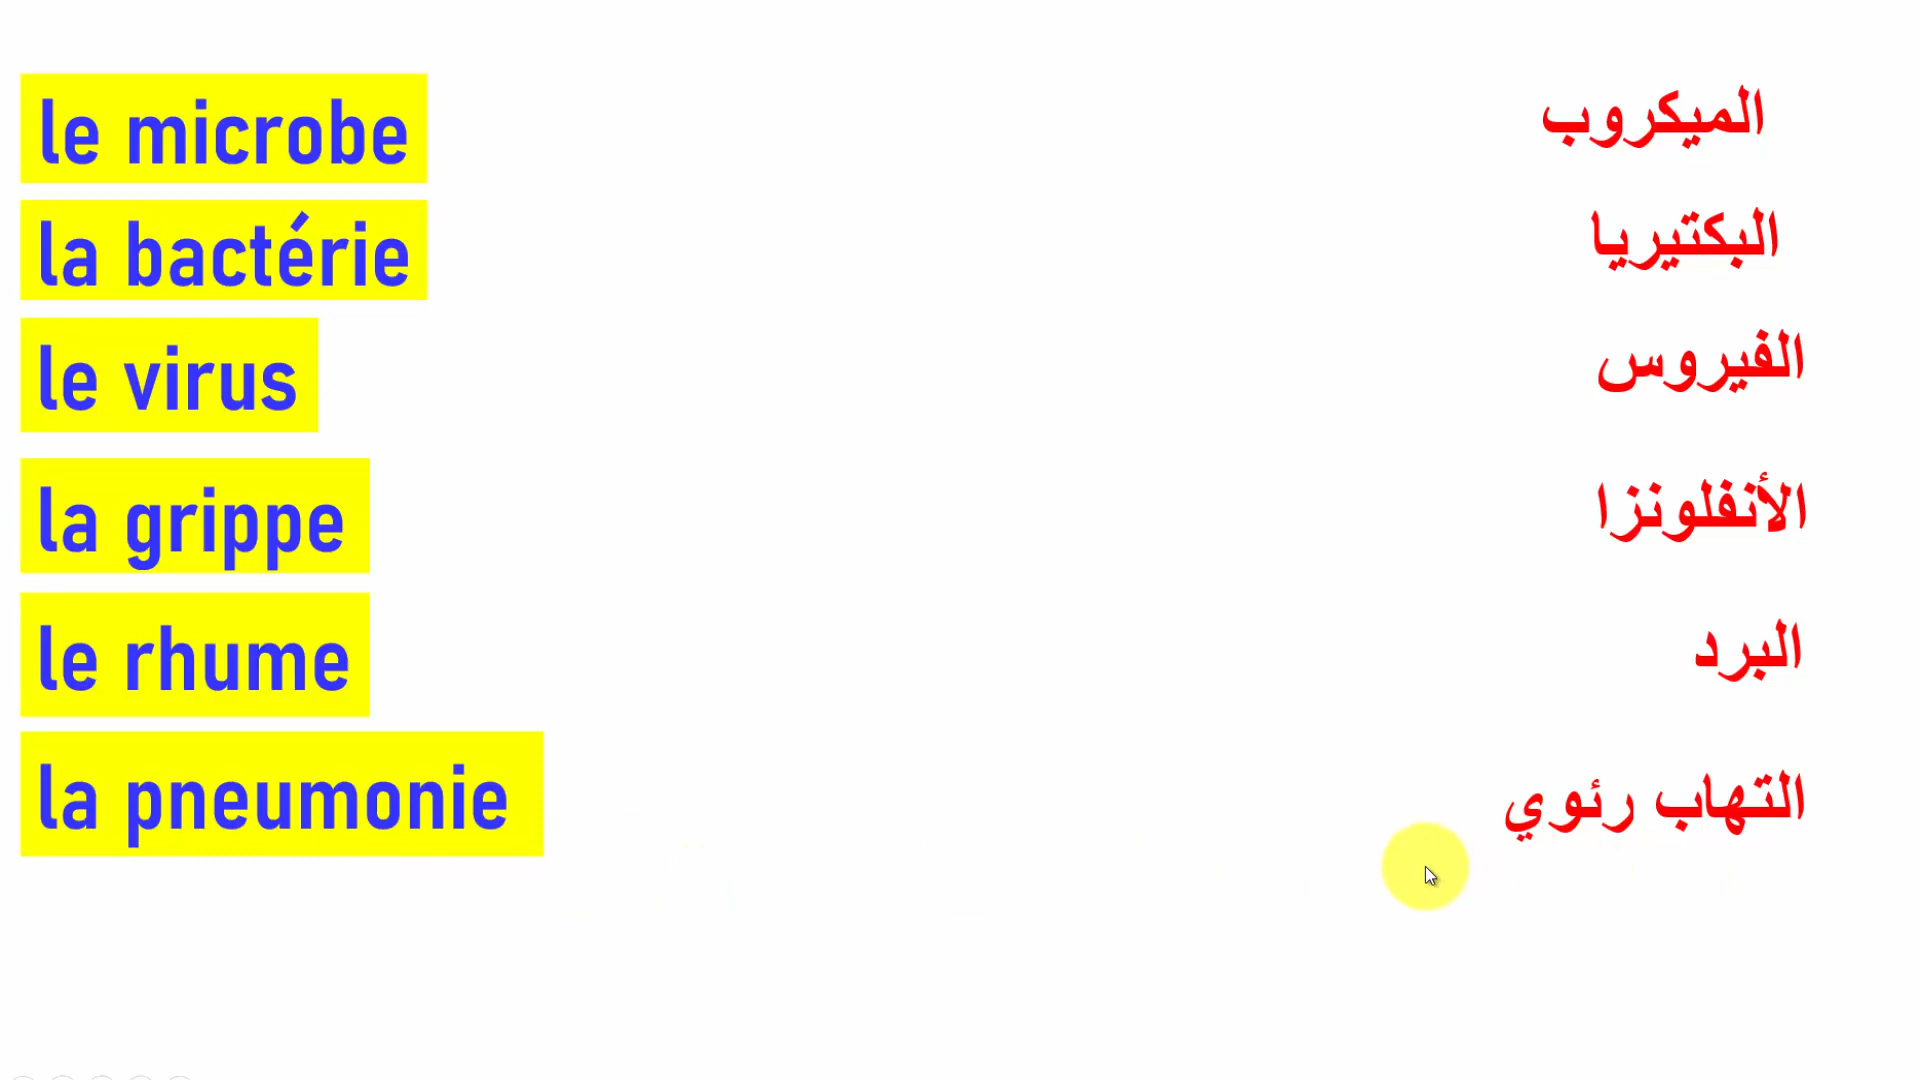 le microbe الميكروب
la bactérie البكتيريا
le virus الفيروس
la grippe الأنفلونزا
le rhume البرد
la pneumonie التهاب رئوي